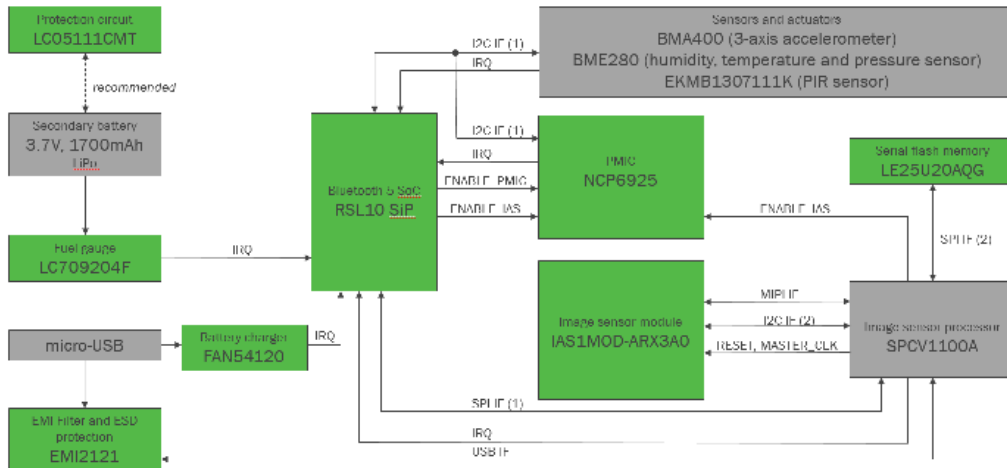 Protection circuit
LC05111CMT
recommended
Secondary battery
3.7V, 1700mAh
LiPo
Fuel gauge
LC709204F
IRQ
micro-USB
Battery charger
FAN54120
IRQ
EMI Filter and ESD
protection
EMI2121
Bluetooth 5 SoC
RSL10 SiP
I2C IF (1)
IRQ
Sensors and actuators
BMA400 (3-axis accelerometer)
BME280 (humidity, temperature and pressure sensor)
EKMB1307111K (PIR sensor)
I2C IF (1)
IRQ
ENABLE_PMIC
ENABLE_IAS
PMIC
NCP6925
ENABLE_IAS
Serial flash memory
LE25U20AQG
SPI IF (2)
Image sensor module
IAS1MOD-ARX3A0
MIPI IF
I2C IF (2)
RESET, MASTER_CLK
Image sensor processor
SPCV1100A
SPI IF (1)
IRQ
USB IF